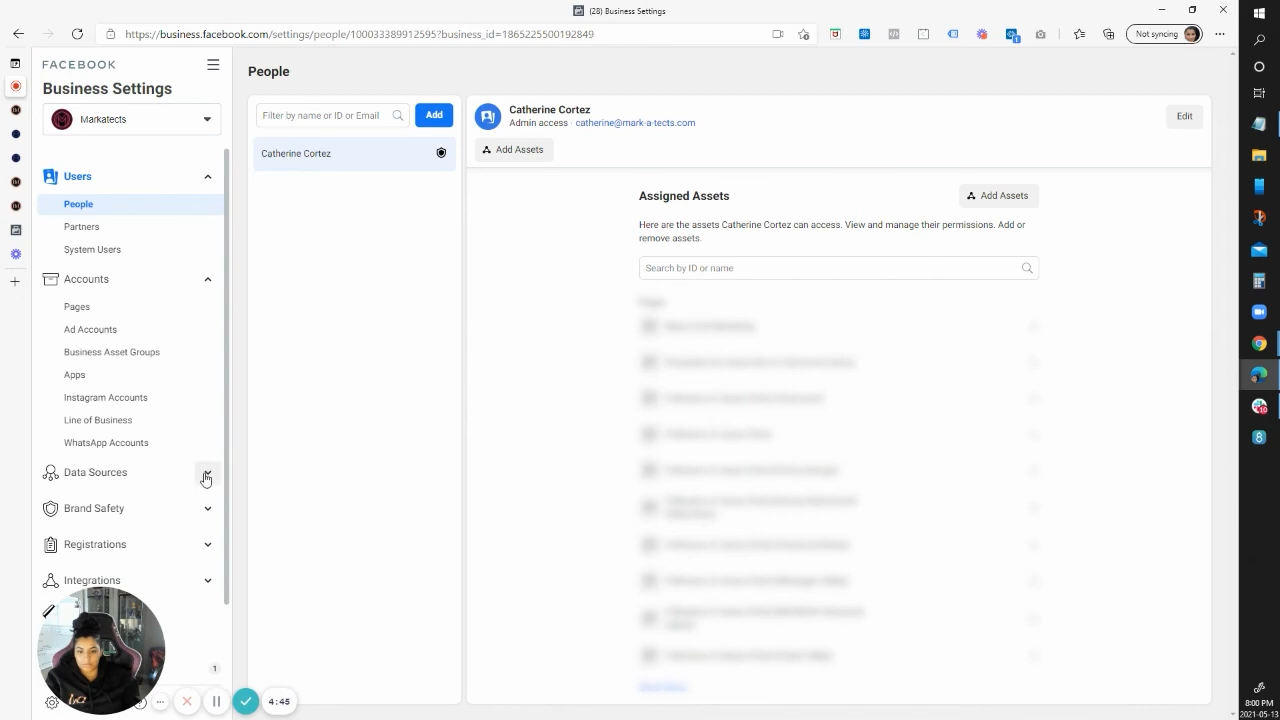 (28) Business Settings
https://business.facebook.com/settings/people/100033389912595?business_id=1865225500192849
Not syncing
FACEBOOK
Business Settings
Markatects
Users
People
Partners
System Users
Accounts
Pages
Ad Accounts
Business Asset Groups
Apps
Instagram Accounts
Line of Business
WhatsApp Accounts
Data Sources
Brand Safety
Registrations
Integrations
1
4:45
People
Filter by name or ID or Email
Add
Catherine Cortez
Catherine Cortez
Admin access · catherine@mark-a-tects.com
Edit
Add Assets
Assigned Assets
Add Assets
Here are the assets Catherine Cortez can access. View and manage their permissions. Add or
remove assets.
Search by ID or name
8:00 PM
2021-05-13